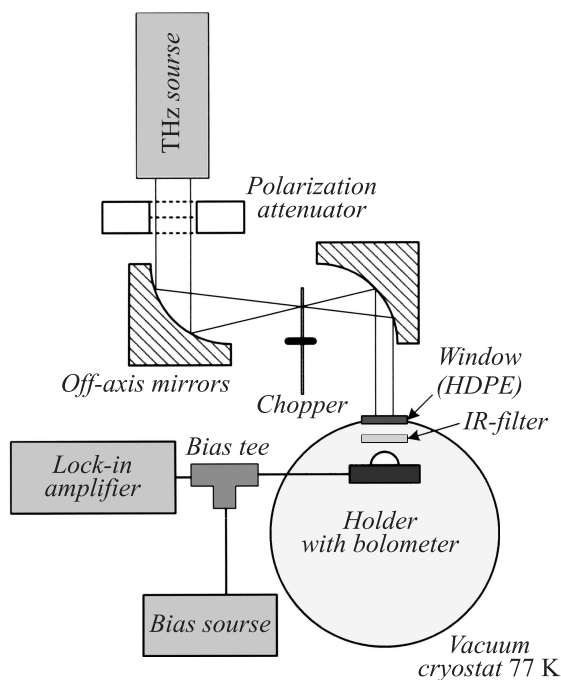 THz sourse
Polarization
attenuator
Off-axis mirrors
Chopper
Window
(HDPE)
IR-filter
Bias tee
Lock-in
amplifier
Holder
with bolometer
Bias sourse
Vacuum
cryostat 77 K